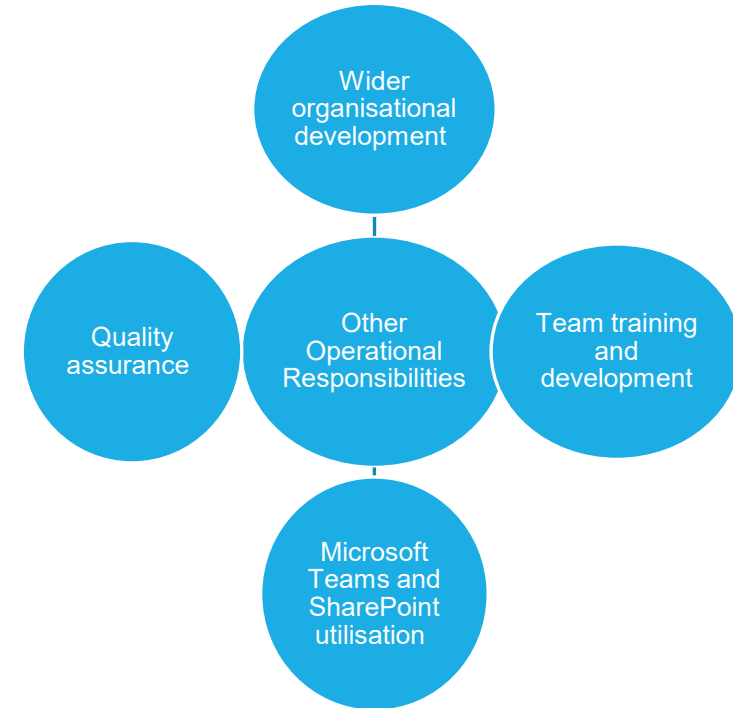 Wider
organisational
development
Quality
assurance
Other
Operational
Responsibilities
Team training
and
development
Microsoft
Teams and
SharePoint
utilisation